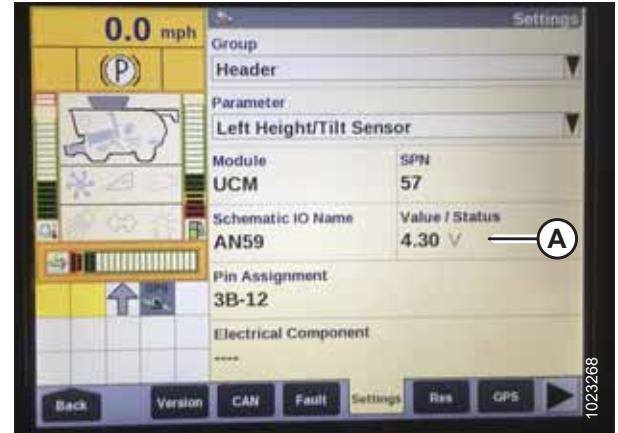 0.0 mph
Settings
(P)
Group
Header
Parameter
Left Height/Tilt Sensor
Module
SPN
UCM
57
Schematic IO Name
Value / Status
AN59
4.30 V
A
Pin Assignment
3B-12
Electrical Component
----
Back
Version
CAN
Fault
Settings
Res
GPS
1023268